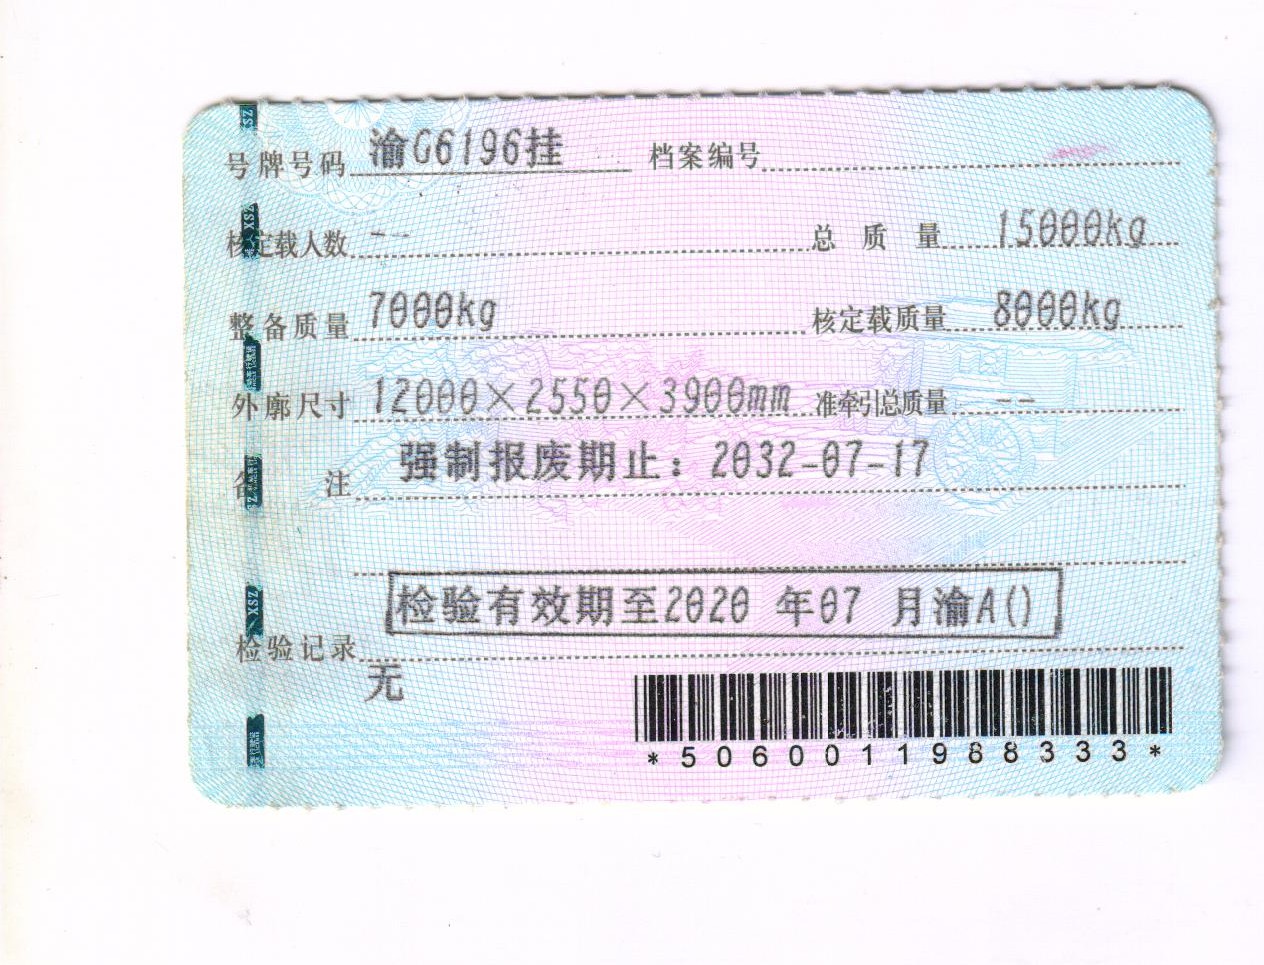 号牌号码 渝G6196挂 档案编号
核定载人数 -- 总质量 15000kg
整备质量 7000kg 核定载质量 8000kg
外廓尺寸 12000×2550×3900mm 准牵引总质量 --
备注 强制报废期止：2032-07-17
检验有效期至2020 年07 月渝A()
检验记录
无
*5060011988333*